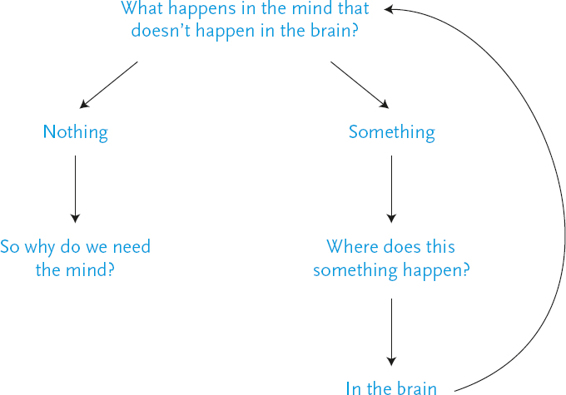 What happens in the mind that
doesn’t happen in the brain?
Nothing
Something
So why do we need
the mind?
Where does this
something happen?
In the brain